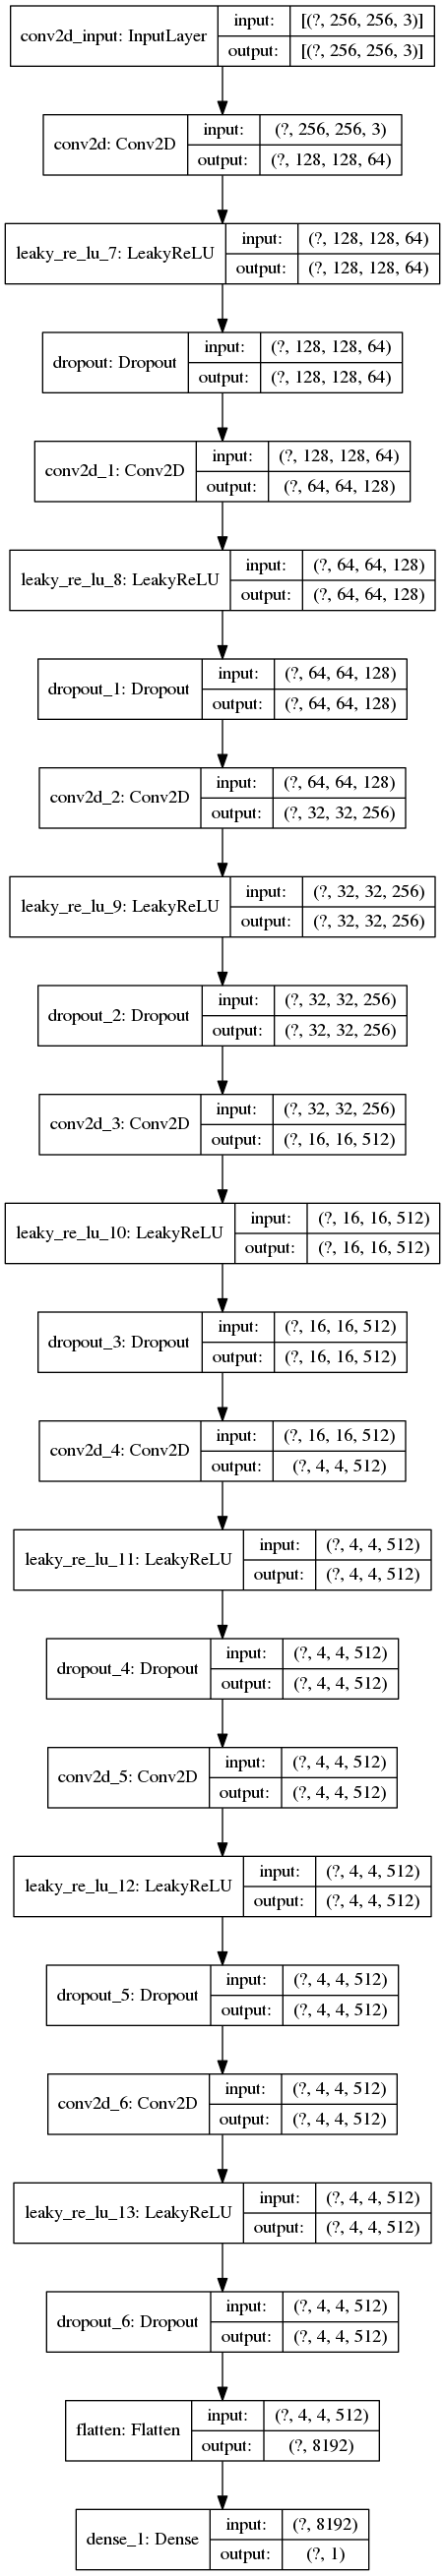 conv2d_input: InputLayer
input: [(?, 256, 256, 3)]
output: [(?, 256, 256, 3)]
conv2d: Conv2D
input: (?, 256, 256, 3)
output: (?, 128, 128, 64)
leaky_re_lu_7: LeakyReLU
input: (?, 128, 128, 64)
output: (?, 128, 128, 64)
dropout: Dropout
input: (?, 128, 128, 64)
output: (?, 128, 128, 64)
conv2d_1: Conv2D
input: (?, 128, 128, 64)
output: (?, 64, 64, 128)
leaky_re_lu_8: LeakyReLU
input: (?, 64, 64, 128)
output: (?, 64, 64, 128)
dropout_1: Dropout
input: (?, 64, 64, 128)
output: (?, 64, 64, 128)
conv2d_2: Conv2D
input: (?, 64, 64, 128)
output: (?, 32, 32, 256)
leaky_re_lu_9: LeakyReLU
input: (?, 32, 32, 256)
output: (?, 32, 32, 256)
dropout_2: Dropout
input: (?, 32, 32, 256)
output: (?, 32, 32, 256)
conv2d_3: Conv2D
input: (?, 32, 32, 256)
output: (?, 16, 16, 512)
leaky_re_lu_10: LeakyReLU
input: (?, 16, 16, 512)
output: (?, 16, 16, 512)
dropout_3: Dropout
input: (?, 16, 16, 512)
output: (?, 16, 16, 512)
conv2d_4: Conv2D
input: (?, 16, 16, 512)
output: (?, 4, 4, 512)
leaky_re_lu_11: LeakyReLU
input: (?, 4, 4, 512)
output: (?, 4, 4, 512)
dropout_4: Dropout
input: (?, 4, 4, 512)
output: (?, 4, 4, 512)
conv2d_5: Conv2D
input: (?, 4, 4, 512)
output: (?, 4, 4, 512)
leaky_re_lu_12: LeakyReLU
input: (?, 4, 4, 512)
output: (?, 4, 4, 512)
dropout_5: Dropout
input: (?, 4, 4, 512)
output: (?, 4, 4, 512)
conv2d_6: Conv2D
input: (?, 4, 4, 512)
output: (?, 4, 4, 512)
leaky_re_lu_13: LeakyReLU
input: (?, 4, 4, 512)
output: (?, 4, 4, 512)
dropout_6: Dropout
input: (?, 4, 4, 512)
output: (?, 4, 4, 512)
flatten: Flatten
input: (?, 4, 4, 512)
output: (?, 8192)
dense_1: Dense
input: (?, 8192)
output: (?, 1)